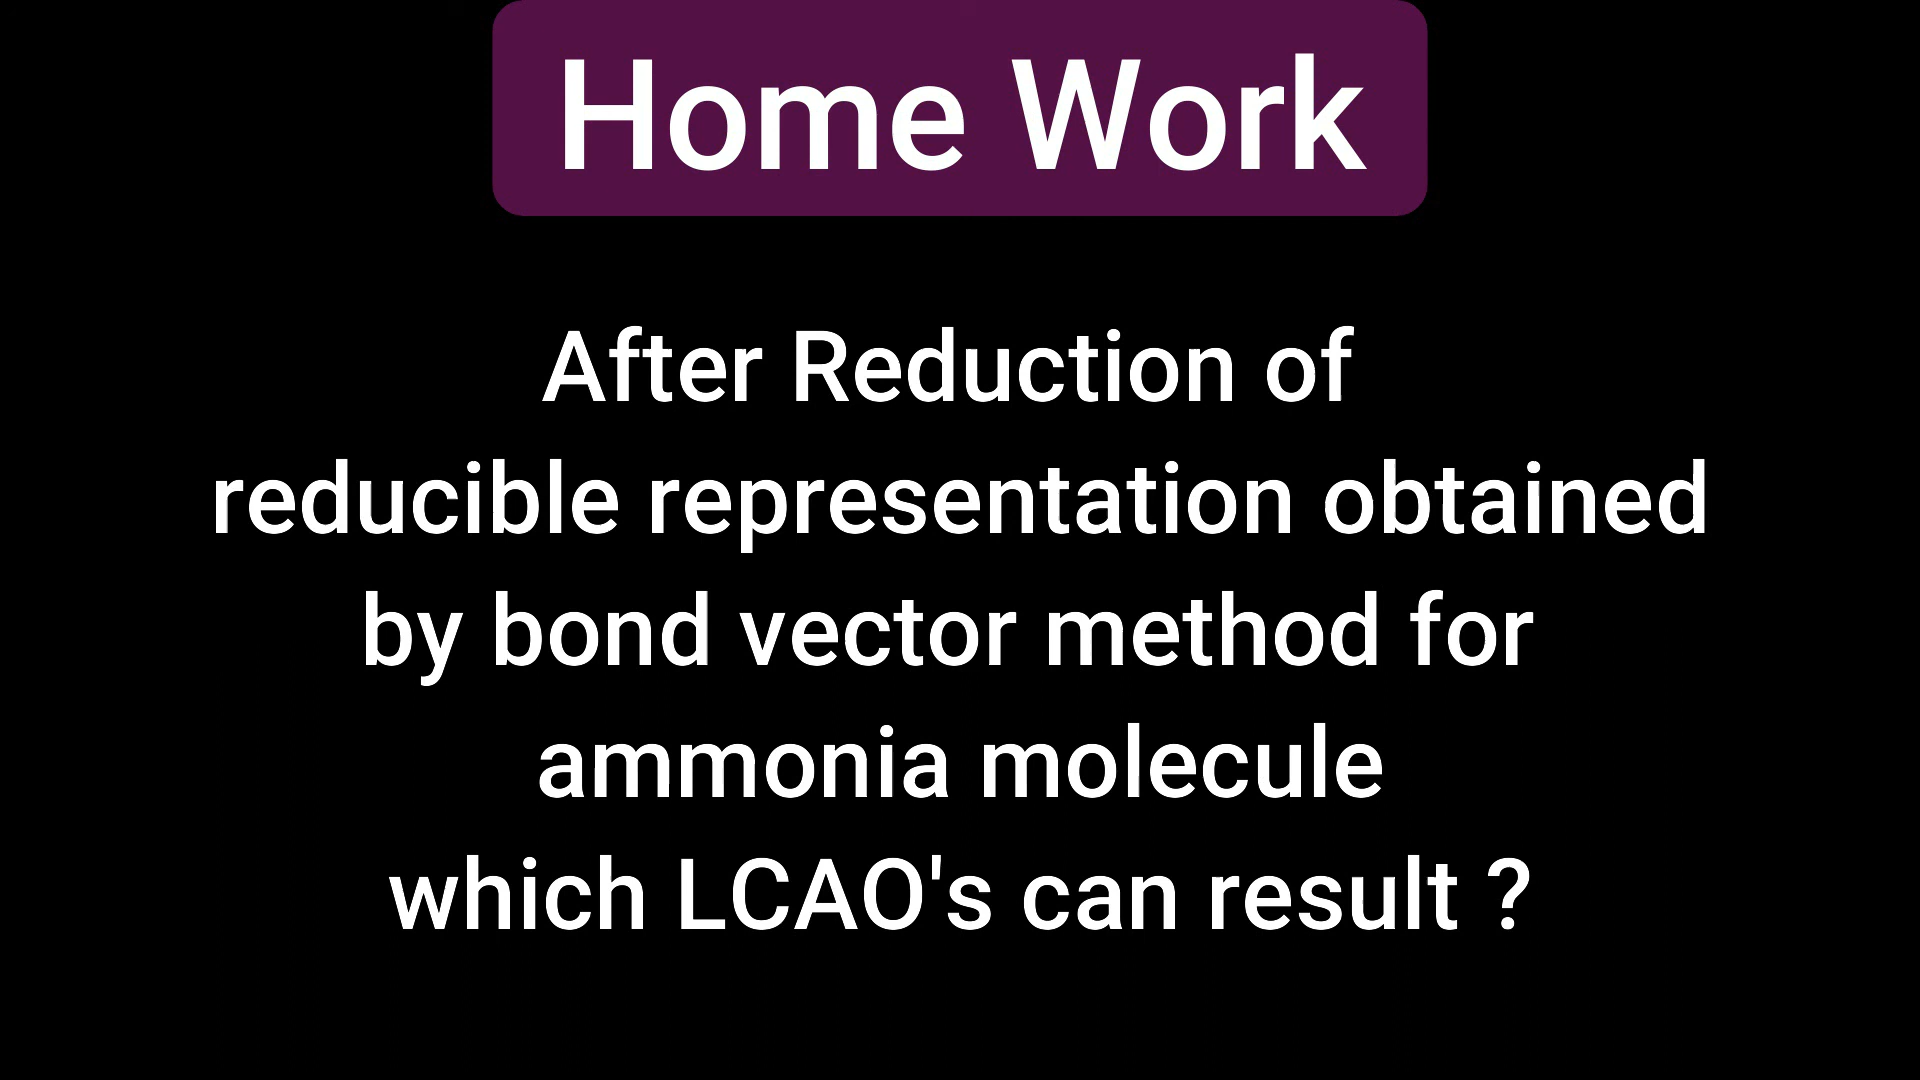 Home Work
After Reduction of
reducible representation obtained
by bond vector method for
ammonia molecule
which LCAO's can result ?